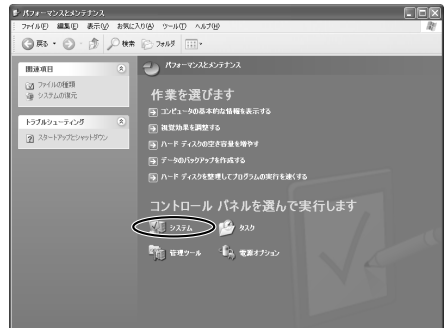 パフォーマンスとメンテナンス
ファイル(F) 編集(E) 表示(V) お気に入り(A) ツール(T) ヘルプ(H)
戻る 検索 フォルダ
関連項目
ファイルの種類
システムの復元
トラブルシューティング
スタートアップとシャットダウン
パフォーマンスとメンテナンス
作業を選びます
コンピュータの基本的な情報を表示する
視覚効果を調整する
ハード ディスクの空き容量を増やす
データのバックアップを作成する
ハード ディスクを整理してプログラムの実行を速くする
コントロール パネルを選んで実行します
システム タスク
管理ツール 電源オプション